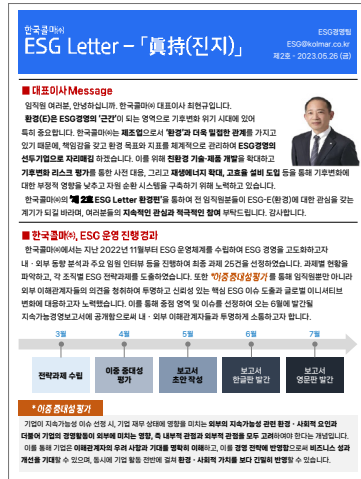 한국콜마㈜
ESG Letter – 「眞持(진지)」
ESG경영팀
ESG@kolmar.co.kr
제2호 - 2023.05.26 (금)
■ 대표이사 Message
임직원 여러분, 안녕하십니까. 한국콜마㈜ 대표이사 최현규입니다.
환경(E)은 ESG경영의 '근간'이 되는 영역으로 기후변화 위기 시대에 있어
특히 중요합니다. 한국콜마㈜는 제조업으로서 '환경'과 더욱 밀접한 관계를 가지고
있기 때문에, 책임감을 갖고 환경 목표와 지표를 체계적으로 관리하여 ESG경영의
선두기업으로 자리매김 하겠습니다. 이를 위해 친환경 기술·제품 개발을 확대하고
기후변화 리스크 평가를 통한 사전 대응, 그리고 재생에너지 확대, 고효율 설비 도입 등을 통해 기후변화에
대한 부정적 영향을 낮추고 자원 순환 시스템을 구축하기 위해 노력하고 있습니다.
한국콜마㈜의 '제 2호 ESG Letter 환경편'을 통하여 전 임직원분들이 ESG-E(환경)에 대한 관심을 갖는
계기가 되길 바라며, 여러분들의 지속적인 관심과 적극적인 참여 부탁드립니다. 감사합니다.
■ 한국콜마㈜, ESG 운영 진행경과
한국콜마㈜에서는 지난 2022년 11월부터 ESG 운영체계를 수립하여 ESG 경영을 고도화하고자
내·외부 동향 분석과 주요 임원 인터뷰 등을 진행하여 최종 과제 25건을 선정하였습니다. 과제별 현황을
파악하고, 각 조직별 ESG 전략과제를 도출하였습니다. 또한 *이중 중대성 평가를 통해 임직원뿐만 아니라
외부 이해관계자들의 의견을 청취하여 투명하고 신뢰성 있는 핵심 ESG 이슈 도출과 글로벌 이니셔티브
변화에 대응하고자 노력했습니다. 이를 통해 중점 영역 및 이슈를 선정하여 오는 6월에 발간될
지속가능경영보고서에 공개함으로써 내·외부 이해관계자들과 투명하게 소통하고자 합니다.
3월
4월
5월
6월
7월
전략과제 수립
이중 중대성
평가
보고서
초안 작성
보고서
한글판 발간
보고서
영문판 발간
* 이중 중대성 평가
기업이 지속가능성 이슈 선정 시, 기업 재무 상태에 영향을 미치는 외부의 지속가능성 관련 환경·사회적 요인과
더불어 기업의 경영활동이 외부에 미치는 영향, 즉 내부적 관점과 외부적 관점을 모두 고려하여야 한다는 개념입니다.
이를 통해 기업은 이해관계자의 우려 사항과 기대를 명확히 이해하고, 이를 경영 전략에 반영함으로써 비즈니스 성과
개선을 기대할 수 있으며, 동시에 기업 활동 전반에 걸쳐 환경·사회적 가치를 보다 긴밀히 반영할 수 있습니다.